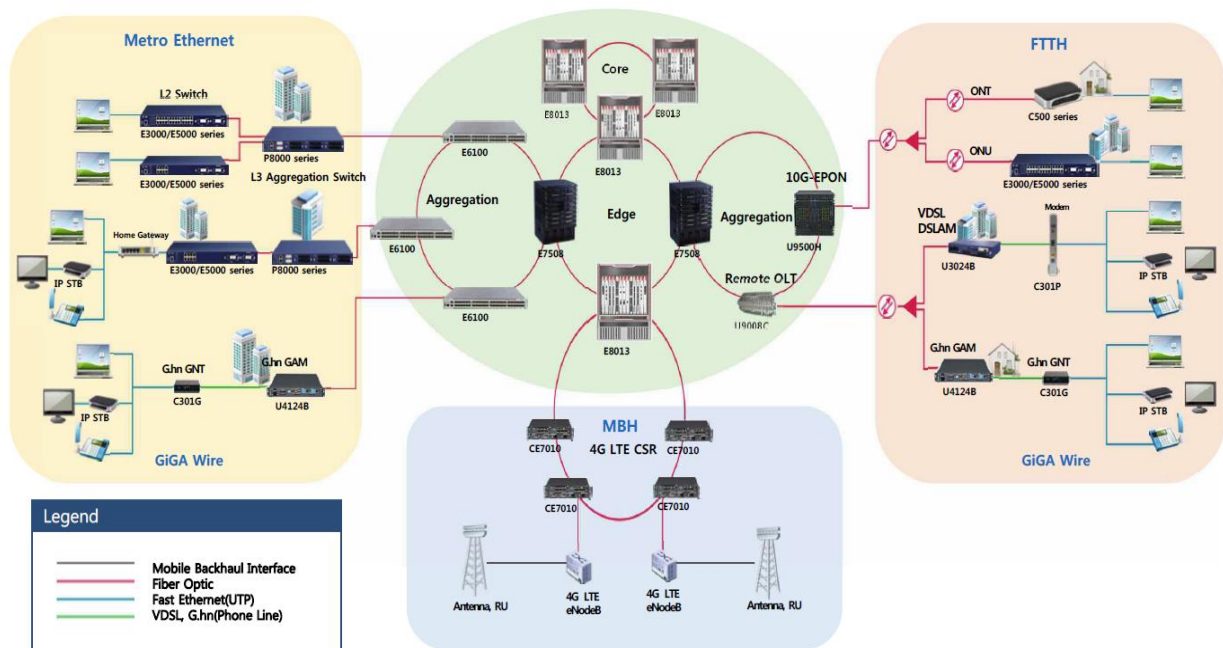 Metro Ethernet
L2 Switch
E3000/E5000 series
P8000 series
E3000/E5000 series
L3 Aggregation Switch
Home Gateway
E3000/E5000 series
P8000 series
IP STB
G.hn GNT
G.hn GAM
C301G
U4124B
IP STB
GiGA Wire
Core
E8013
E8013
E8013
E6100
Aggregation
E6100
E6100
E7508
Edge
E7508
Aggregation
10G-EPON
U9500H
Remote OLT
U9008C
E8013
FTTH
ONT
C500 series
ONU
E3000/E5000 series
VDSL
DSLAM
U3024B
Modem
C301P
IP STB
G.hn GAM
U4124B
G.hn GNT
C301G
IP STB
GiGA Wire
MBH
4G LTE CSR
CE7010
CE7010
CE7010
CE7010
Antenna, RU
4G LTE
eNodeB
4G LTE
eNodeB
Antenna, RU
Legend
Mobile Backhaul Interface
Fiber Optic
Fast Ethernet(UTP)
VDSL, G.hn(Phone Line)